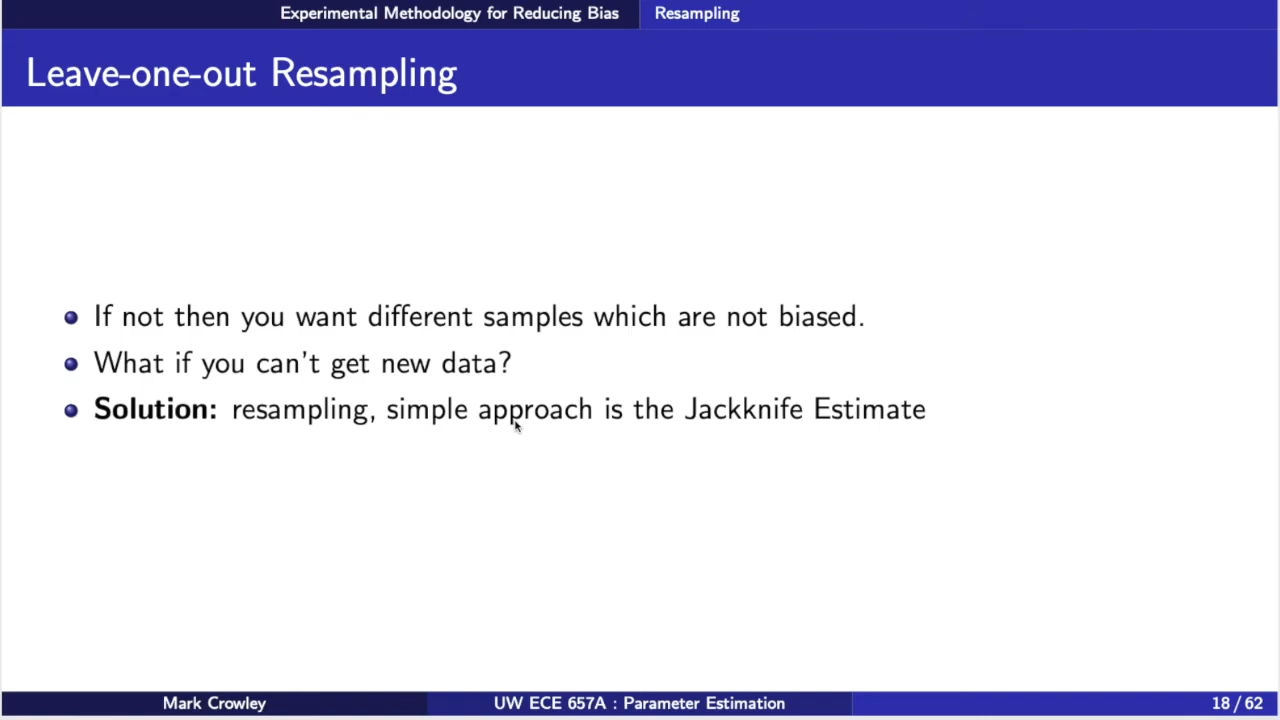 Experimental Methodology for Reducing Bias Resampling
Leave-one-out Resampling
If not then you want different samples which are not biased.
What if you can't get new data?
Solution: resampling, simple approach is the Jackknife Estimate
Mark Crowley UW ECE 657A : Parameter Estimation 18 / 62